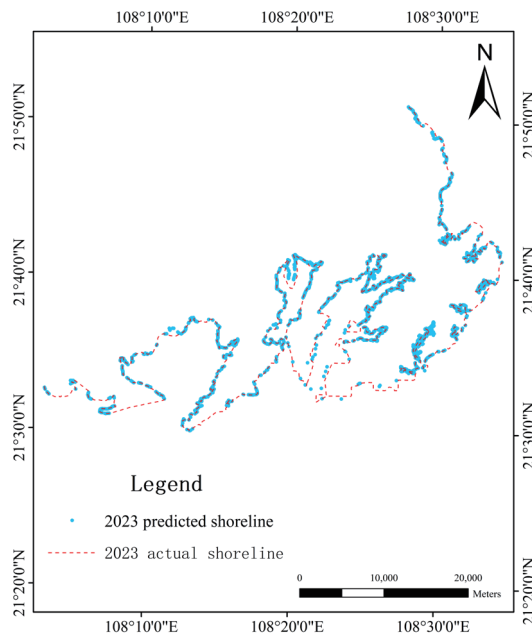 108°10'0"E 108°20'0"E 108°30'0"E
N
21°50'0"N 21°50'0"N
21°40'0"N 21°40'0"N
21°30'0"N 21°30'0"N
Legend
2023 predicted shoreline
2023 actual shoreline
0 10,000 20,000
Meters
21°20'0"N 21°20'0"N
108°10'0"E 108°20'0"E 108°30'0"E